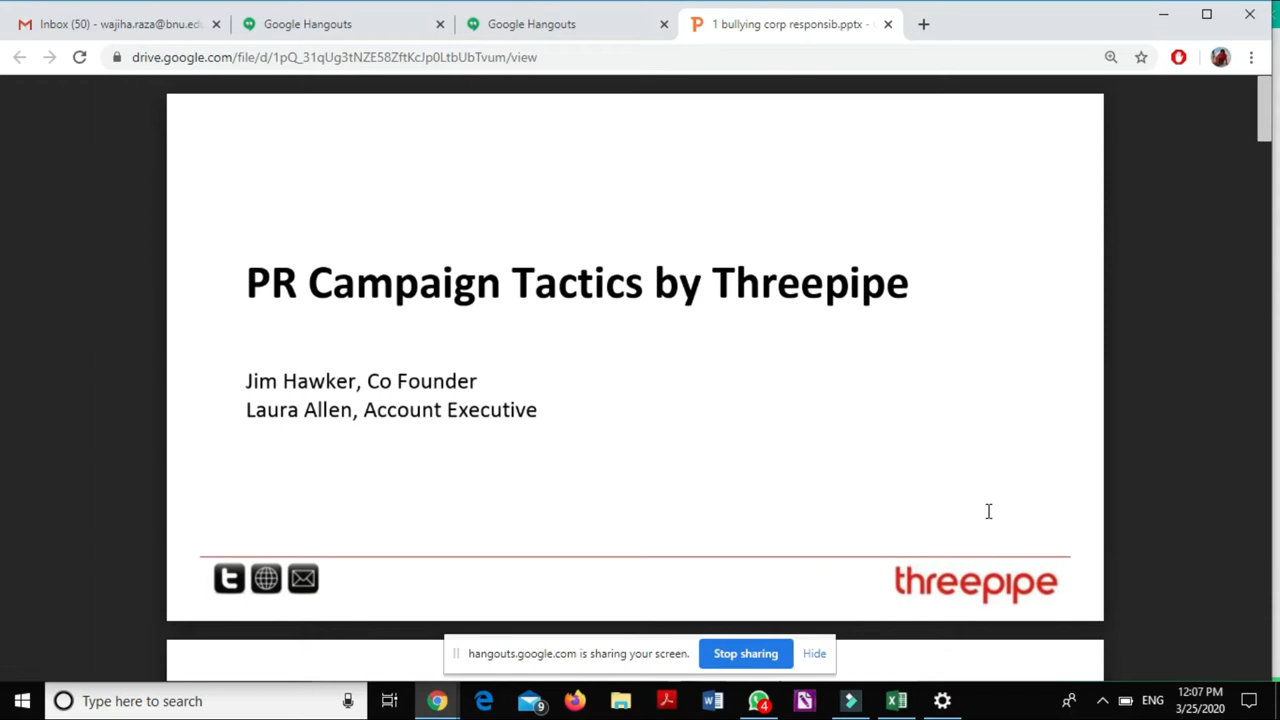 Inbox (50) - wajiha.raza@bnu.ed
Google Hangouts
Google Hangouts
1 bullying corp responsib.pptx -
drive.google.com/file/d/1pQ_31qUg3tNZE58ZftKcJp0LtbUbTvum/view
PR Campaign Tactics by Threepipe
Jim Hawker, Co Founder
Laura Allen, Account Executive
threepipe
hangouts.google.com is sharing your screen.
Stop sharing
Hide
Type here to search
9
4
ENG
12:07 PM
3/25/2020